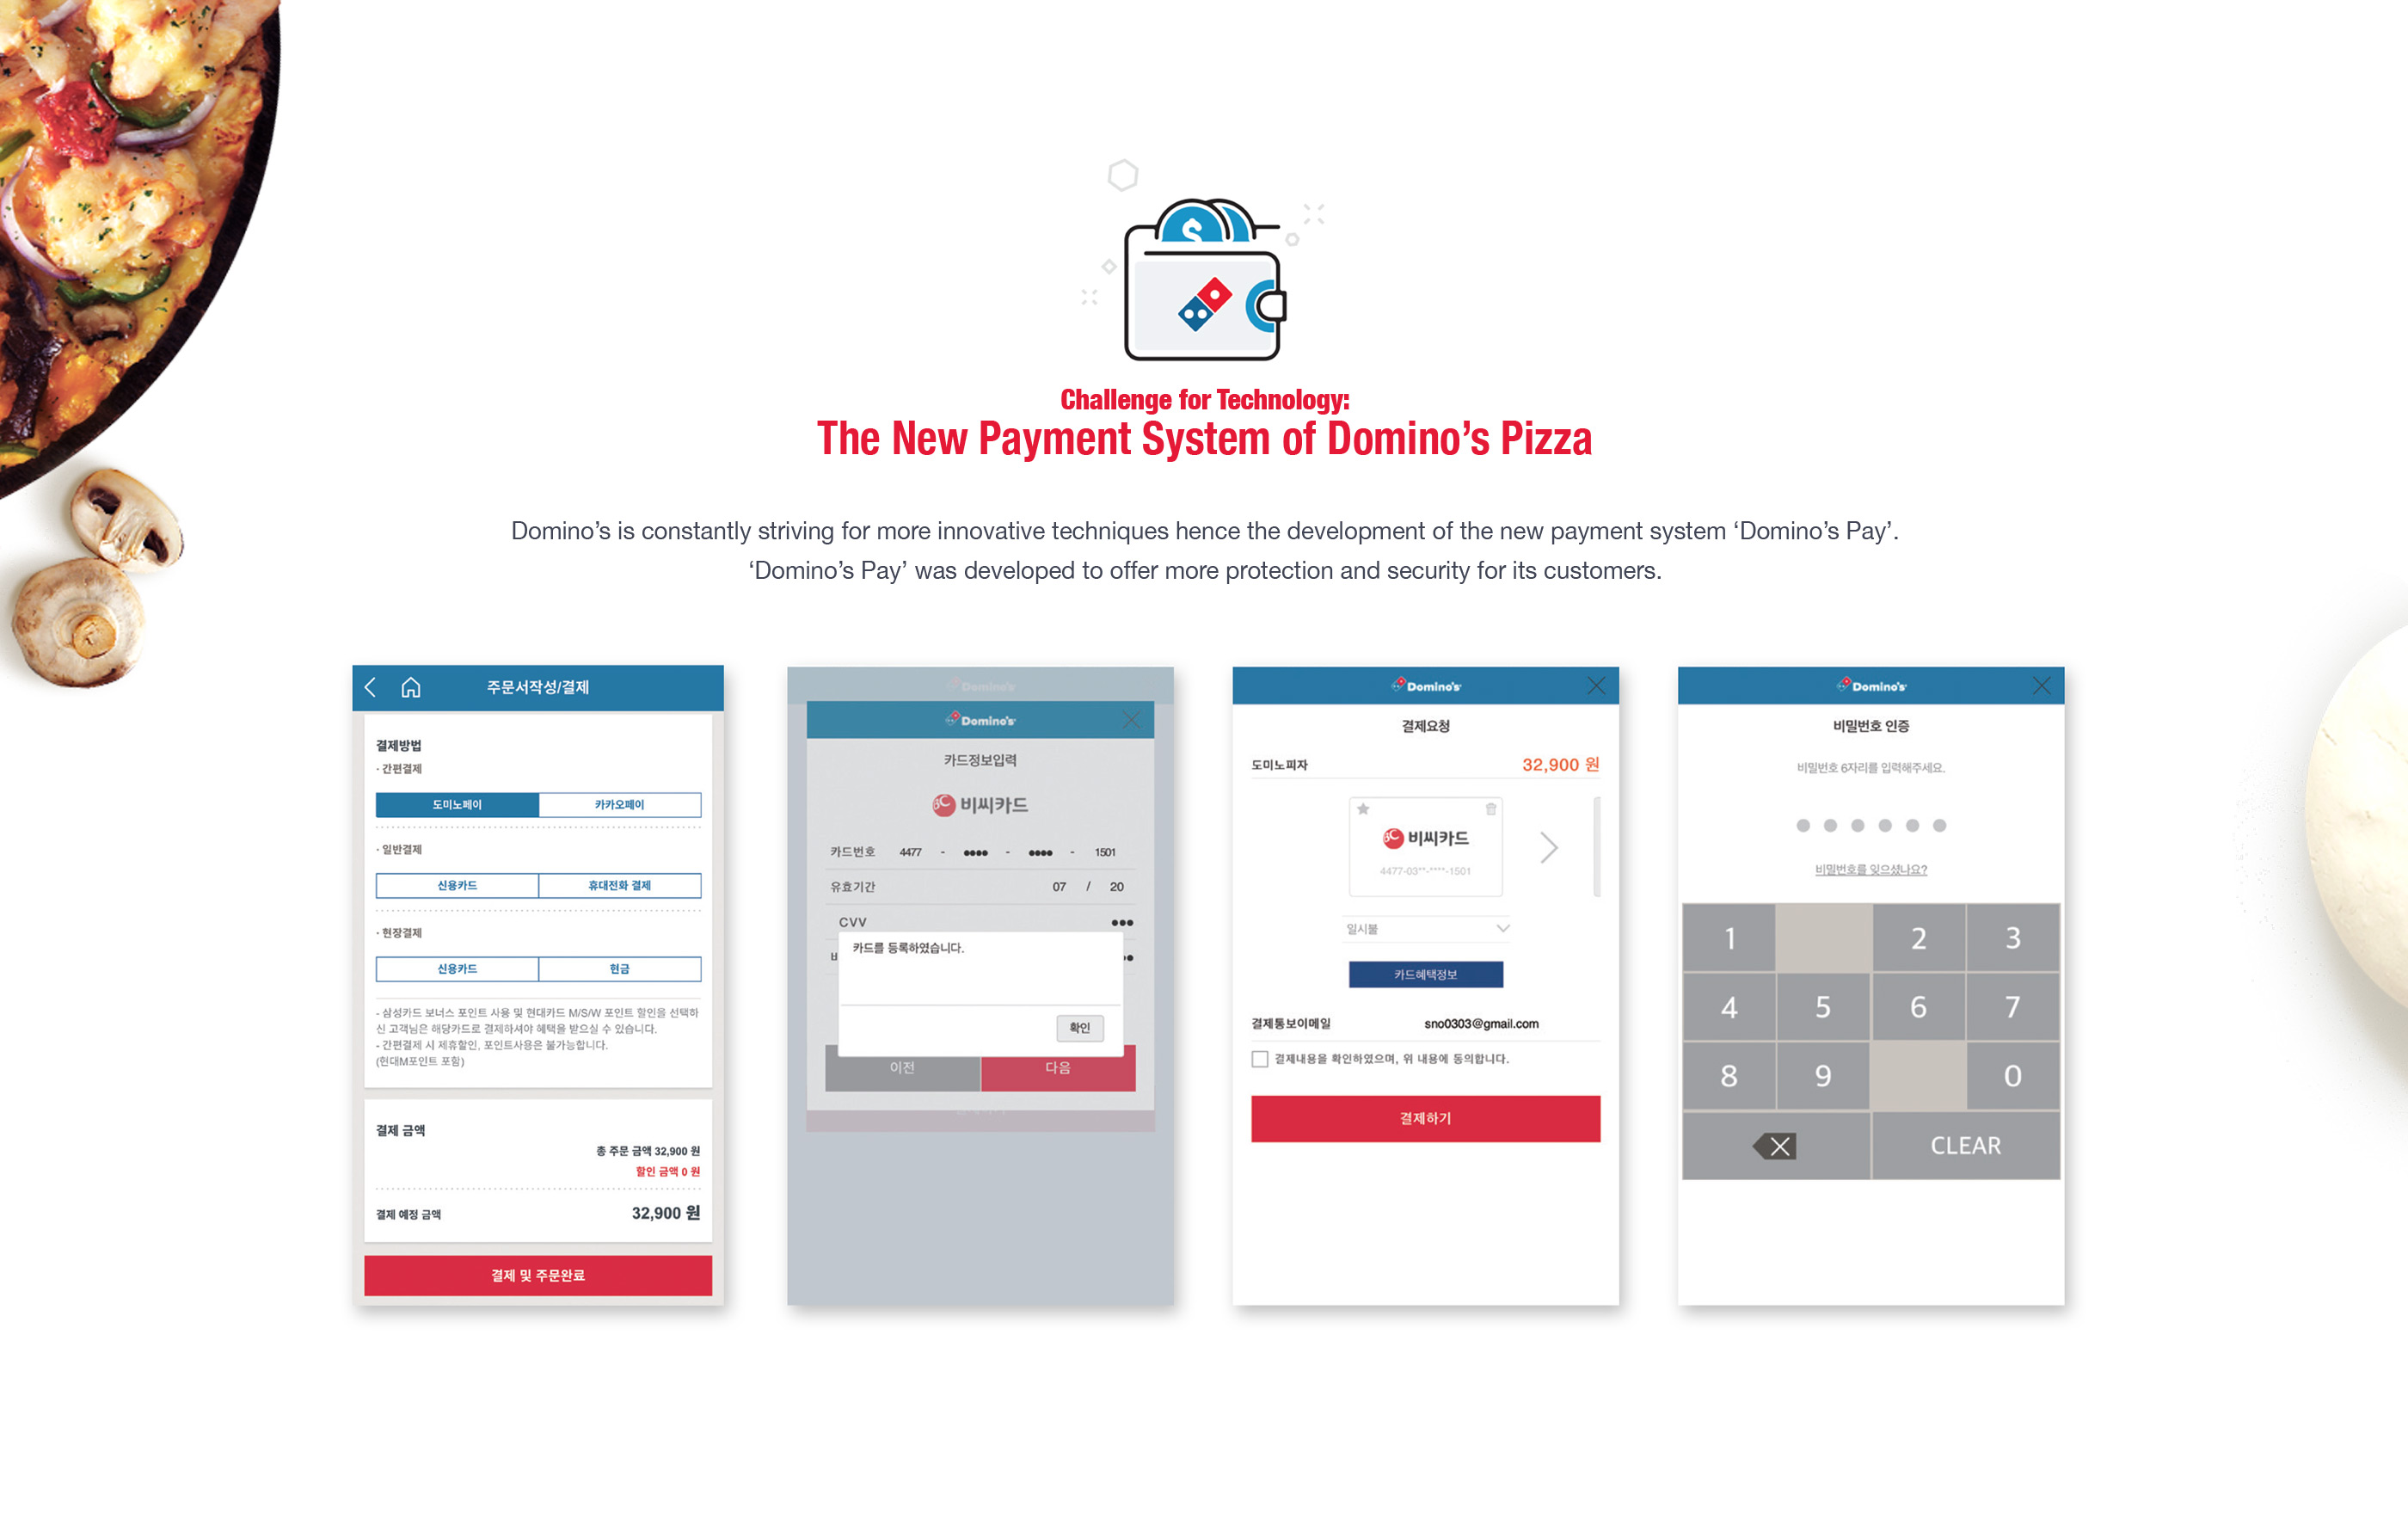 Challenge for Technology:
The New Payment System of Domino’s Pizza
Domino’s is constantly striving for more innovative techniques hence the development of the new payment system ‘Domino’s Pay’.
‘Domino’s Pay’ was developed to offer more protection and security for its customers.
주문서작성/결제
결제방법
· 간편결제
도미노페이 카카오페이
· 일반결제
신용카드 휴대전화 결제
· 현장결제
신용카드 현금
- 삼성카드 보너스 포인트 사용 및 현대카드 M/S/W 포인트 할인을 선택하
신 고객님은 해당카드로 결제하셔야 혜택을 받으실 수 있습니다.
- 간편결제 시 제휴할인, 포인트사용은 불가능합니다.
(현대M포인트 포함)
결제 금액
총 주문 금액 32,900 원
할인 금액 0 원
결제 예정 금액 32,900 원
결제 및 주문완료
Domino's
Domino's
카드정보입력
비씨카드
카드번호 4477 - •••• - •••• - 1501
유효기간 07 / 20
CVV •••
카드를 등록하였습니다.
확인
이전 다음
Domino's
결제요청
도미노피자 32,900 원
비씨카드
4477-03**-****-1501
일시불
카드혜택정보
결제통보이메일 sno0303@gmail.com
결제내용을 확인하였으며, 위 내용에 동의합니다.
결제하기
Domino's
비밀번호 인증
비밀번호 6자리를 입력해주세요.
비밀번호를 잊으셨나요?
1 2 3
4 5 6 7
8 9 0
CLEAR